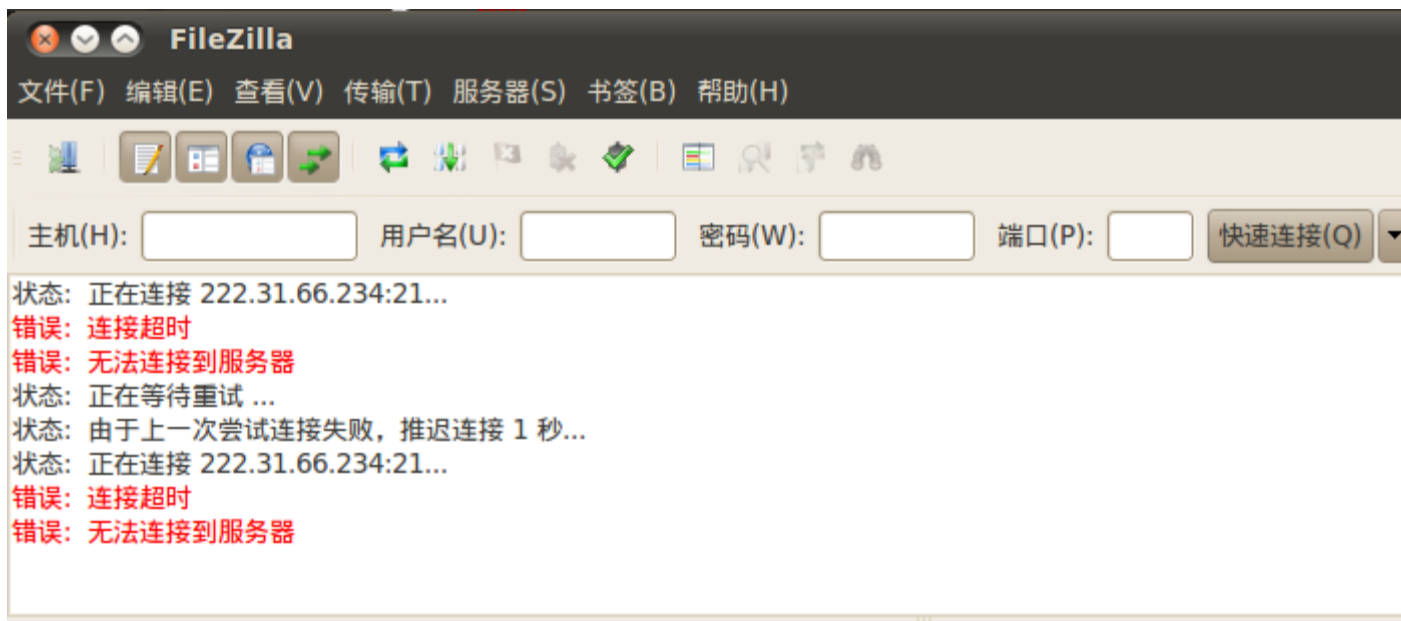 FileZilla
文件(F) 编辑(E) 查看(V) 传输(T) 服务器(S) 书签(B) 帮助(H)
主机(H): 用户名(U): 密码(W): 端口(P): 快速连接(Q)
状态: 正在连接 222.31.66.234:21...
错误: 连接超时
错误: 无法连接到服务器
状态: 正在等待重试 ...
状态: 由于上一次尝试连接失败，推迟连接 1 秒...
状态: 正在连接 222.31.66.234:21...
错误: 连接超时
错误: 无法连接到服务器